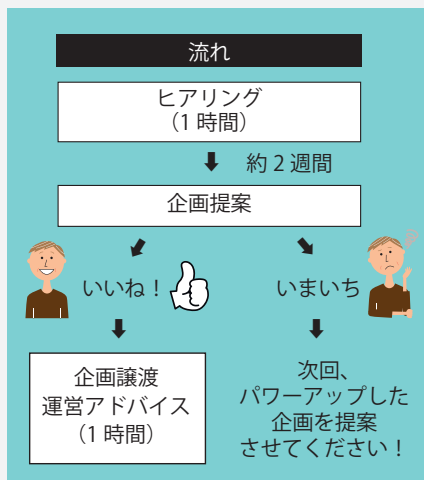 流れ
ヒアリング
（1 時間）
約 2 週間
企画提案
いいね！
いまいち
企画譲渡
運営アドバイス
（1 時間）
次回、
パワーアップした
企画を提案
させてください！